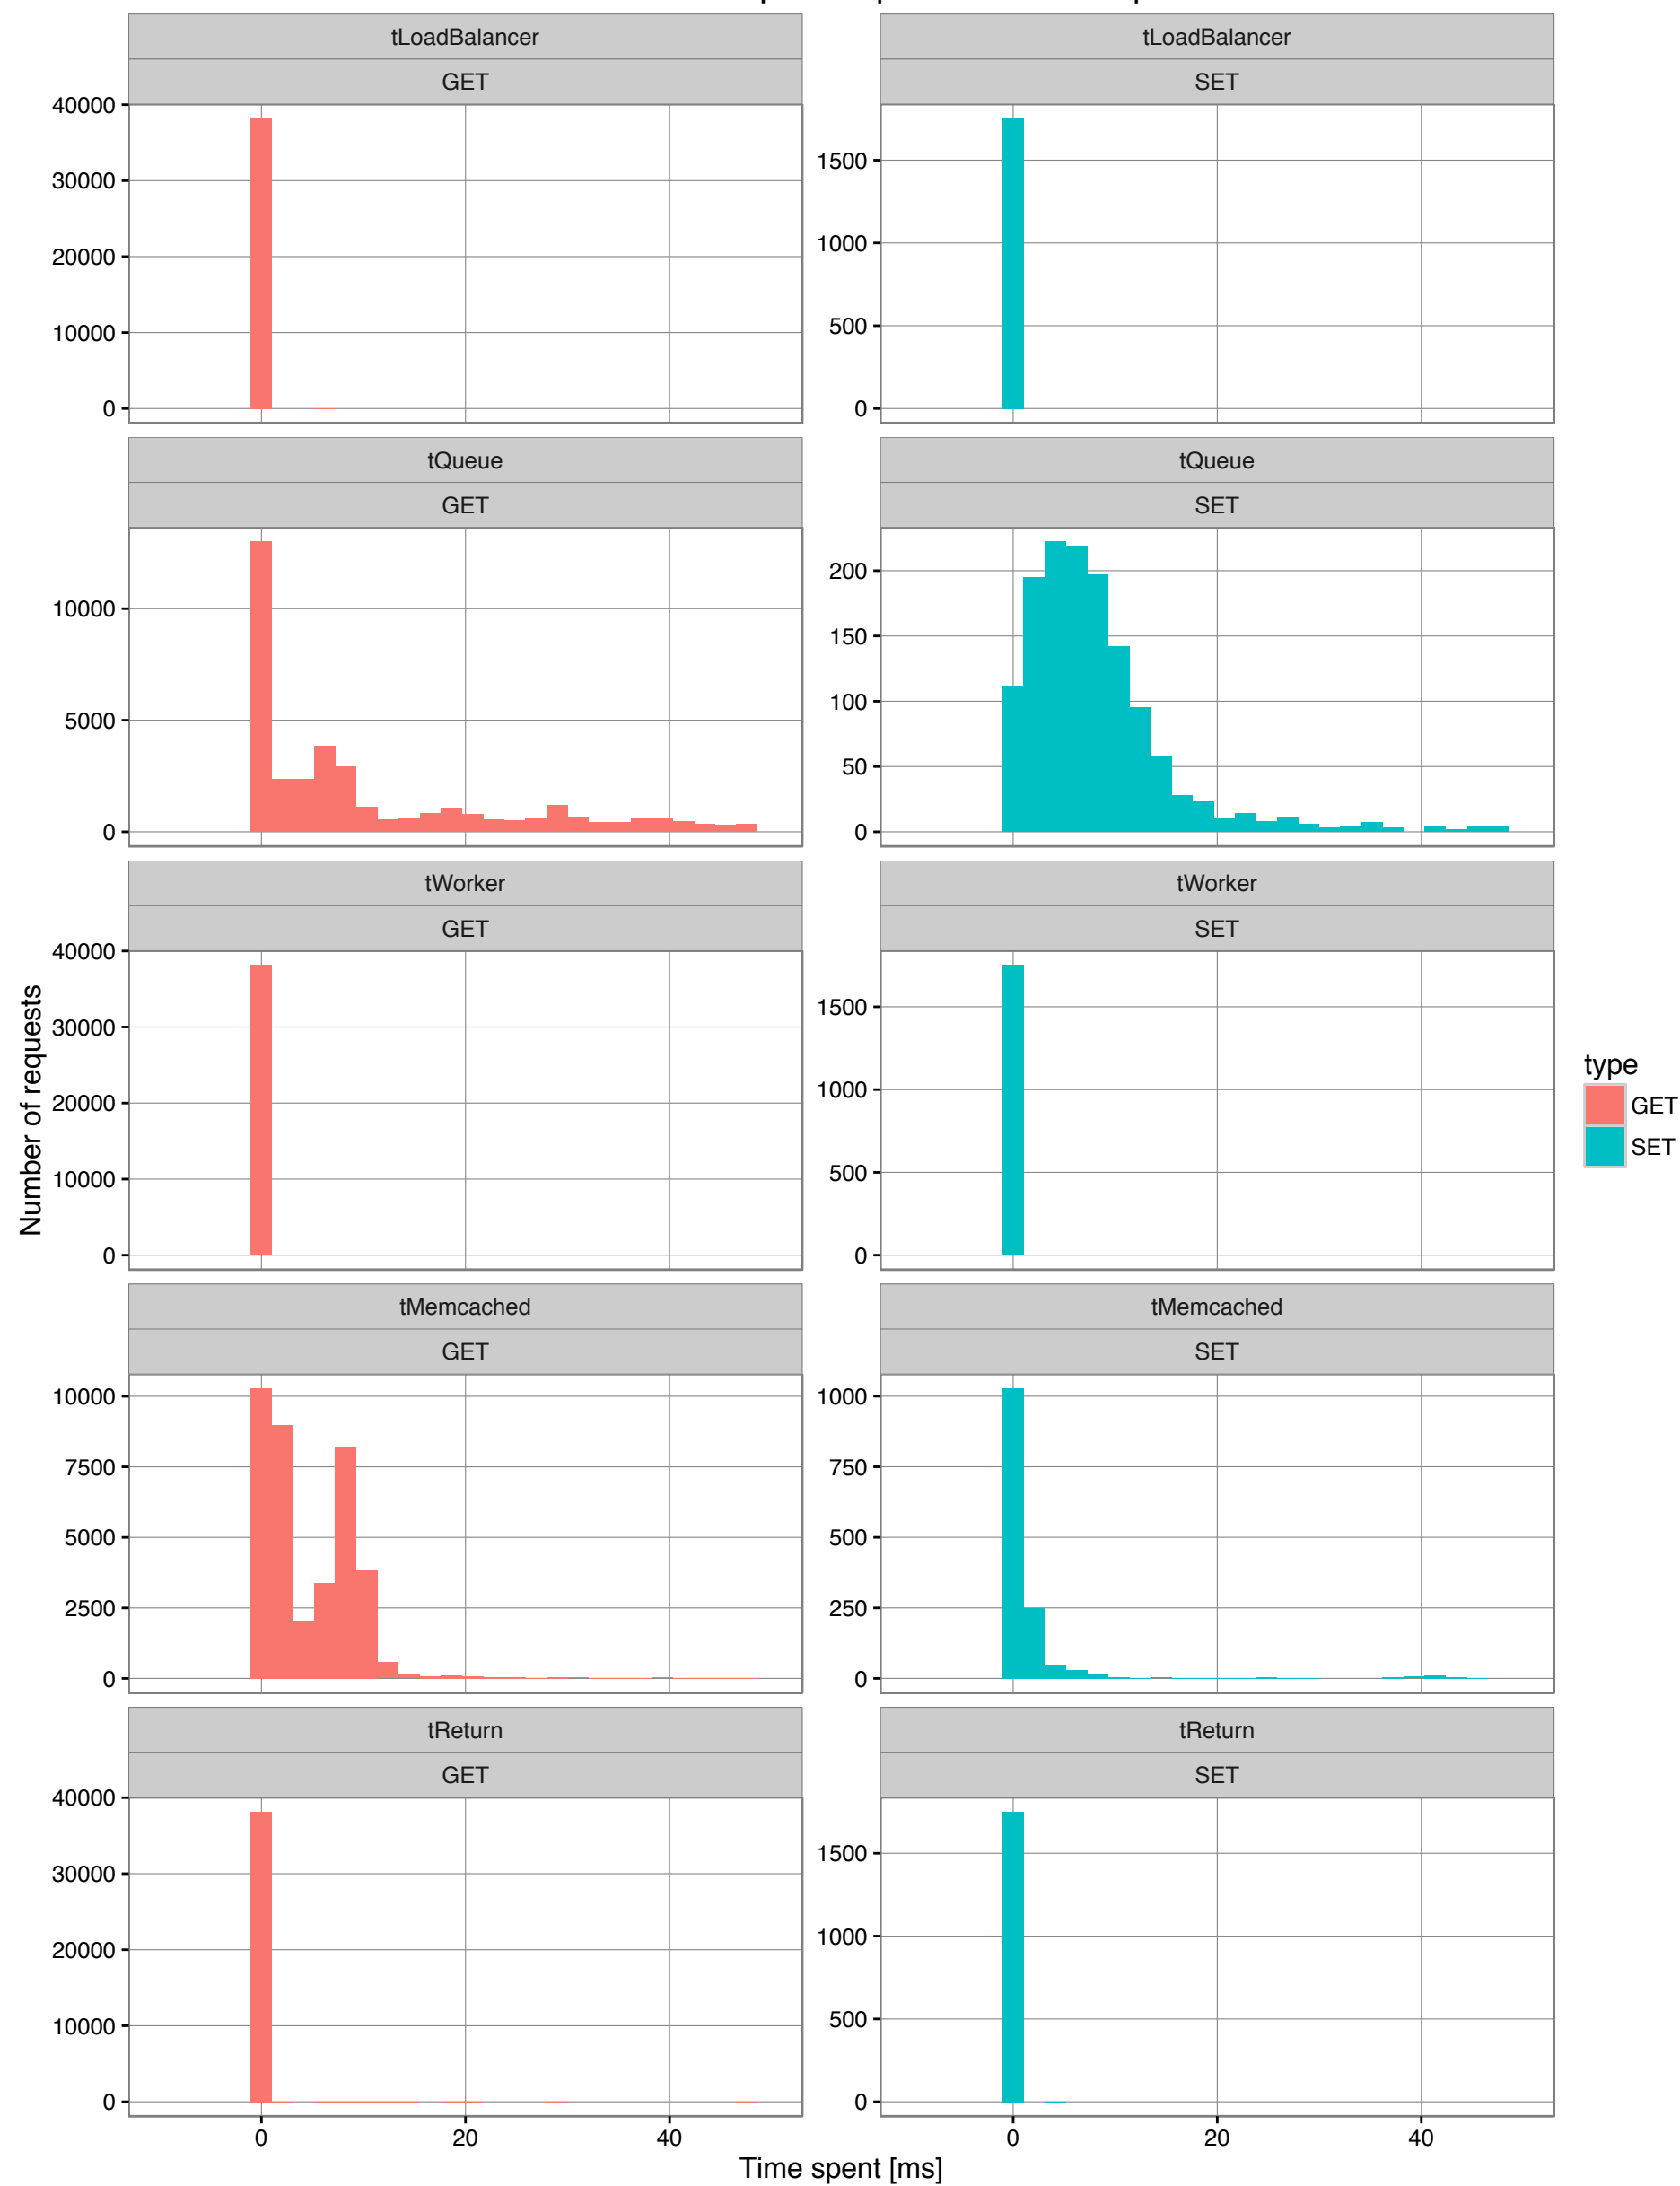 tLoadBalancer tLoadBalancer
GET SET
40000
30000
20000
10000
0
1500
1000
500
0
tQueue tQueue
GET SET
10000
5000
0
200
150
100
50
0
tWorker tWorker
GET SET
40000
30000
20000
10000
0
1500
1000
500
0
tMemcached tMemcached
GET SET
10000
7500
5000
2500
0
1000
750
500
250
0
tReturn tReturn
GET SET
40000
30000
20000
10000
0
1500
1000
500
0
0 20 40 0 20 40
Time spent [ms]
Number of requests
type
GET
SET